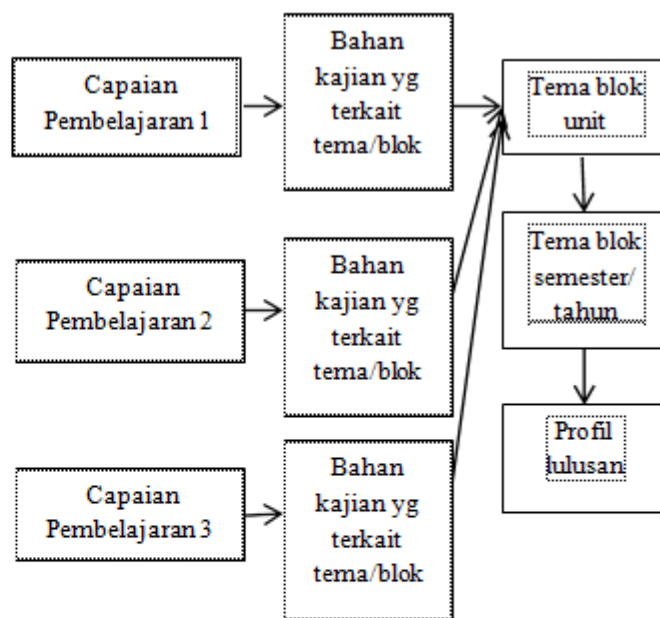 Capaian
Pembelajaran 1
Bahan
kajian yg
terkait
tema/blok
Tema blok
unit
Capaian
Pembelajaran 2
Bahan
kajian yg
terkait
tema/blok
Tema blok
semester/
tahun
Capaian
Pembelajaran 3
Bahan
kajian yg
terkait
tema/blok
Profil
lulusan